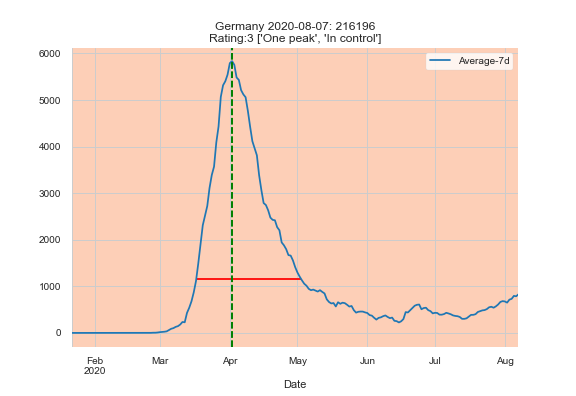 Germany 2020-08-07: 216196
Rating:3 ['One peak', 'In control']
Average-7d
6000
5000
4000
3000
2000
1000
0
Feb Mar Apr May Jun Jul Aug
2020
Date